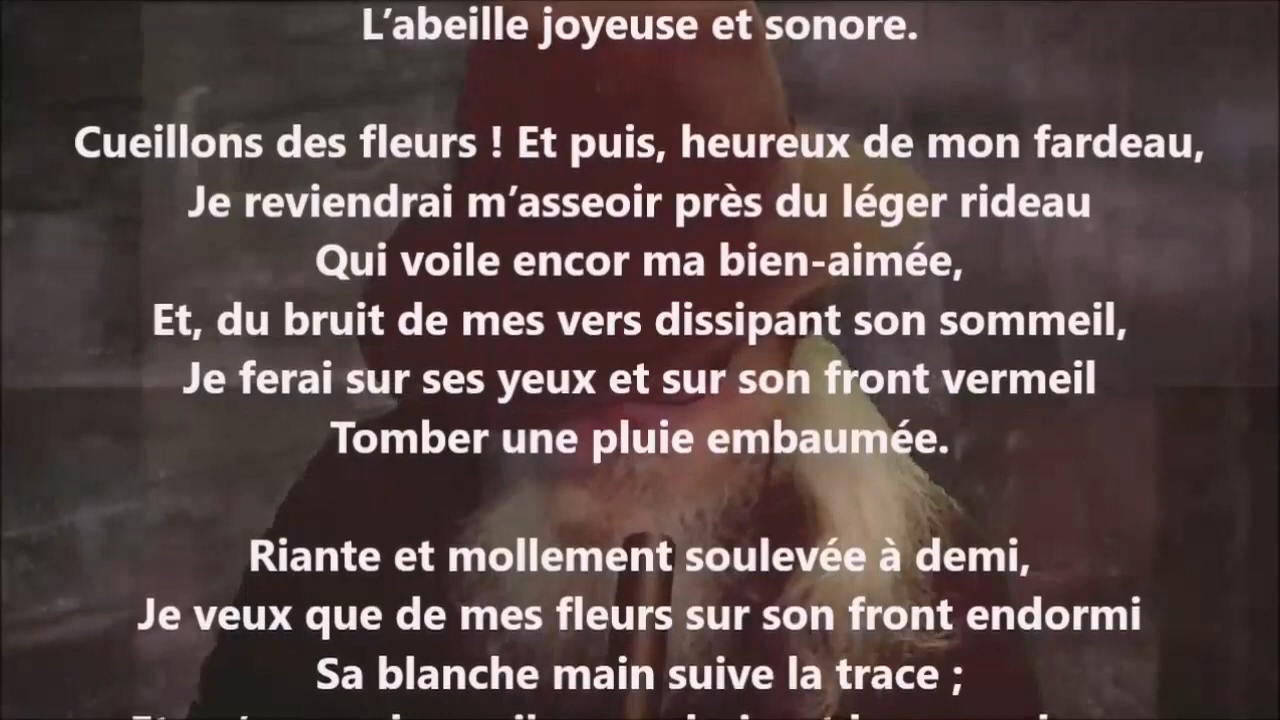 L’abeille joyeuse et sonore.
Cueillons des fleurs ! Et puis, heureux de mon fardeau,
Je reviendrai m’asseoir près du léger rideau
Qui voile encor ma bien-aimée,
Et, du bruit de mes vers dissipant son sommeil,
Je ferai sur ses yeux et sur son front vermeil
Tomber une pluie embaumée.
Riante et mollement soulevée à demi,
Je veux que de mes fleurs sur son front endormi
Sa blanche main suive la trace ;